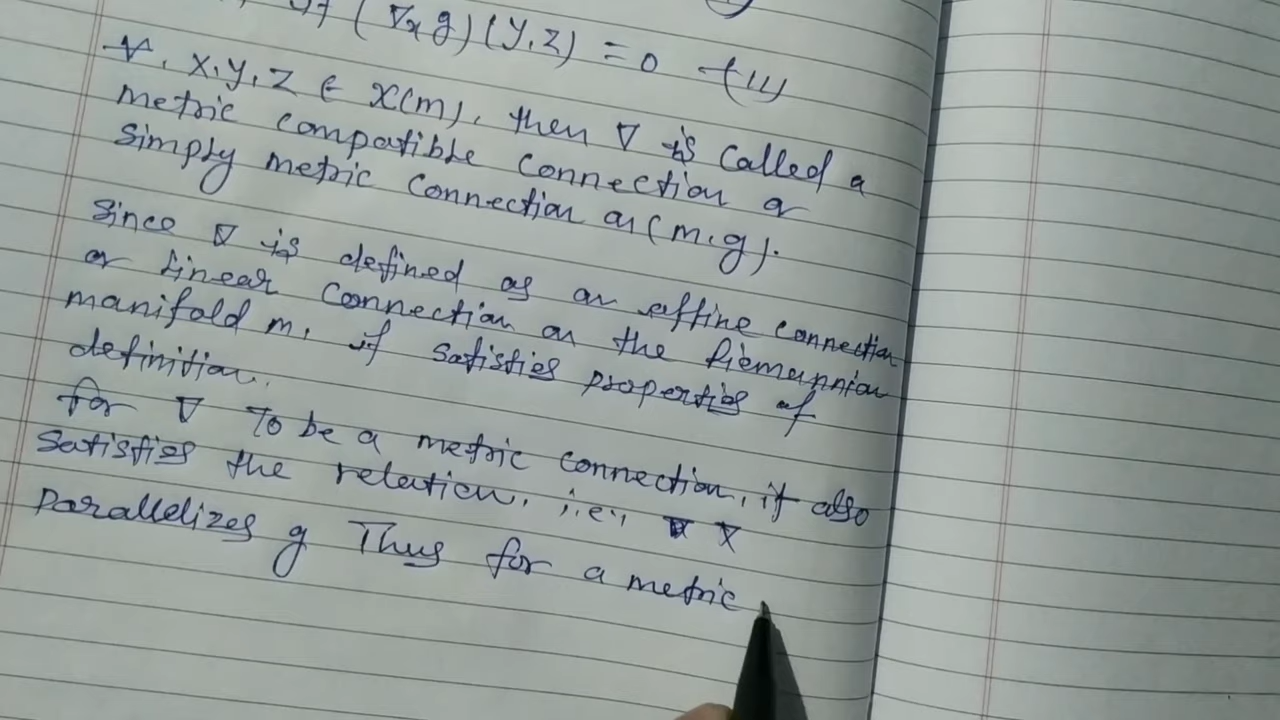 if (∇x g)(Y,Z) = 0 –(iii)
∀, X,Y,Z ∈ X(M), then ∇ is called a
metric compatible connection or
simply metric connection on (M,g).
Since ∇ is defined as an affine connection
or linear connection on the Riemannian
manifold M, it satisfies properties of
definition.
for ∇ To be a metric connection, it also
satisfies the relation, i.e., ∇
parallelizes g Thus for a metric